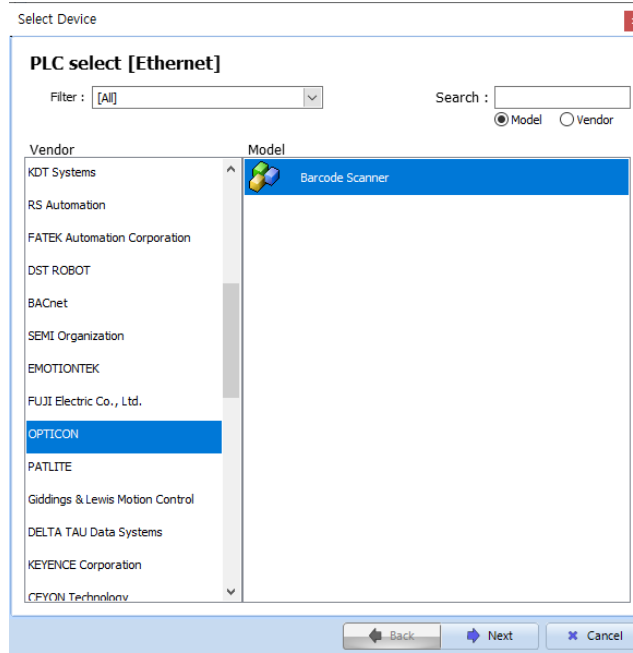 Select Device
PLC select [Ethernet]
Filter : [All]
Search :
Model Vendor
Vendor
Model
KDT Systems
Barcode Scanner
RS Automation
FATEK Automation Corporation
DST ROBOT
BACnet
SEMI Organization
EMOTIONTEK
FUJI Electric Co., Ltd.
OPTICON
PATLITE
Giddings & Lewis Motion Control
DELTA TAU Data Systems
KEYENCE Corporation
CEYON Technology
Back Next Cancel